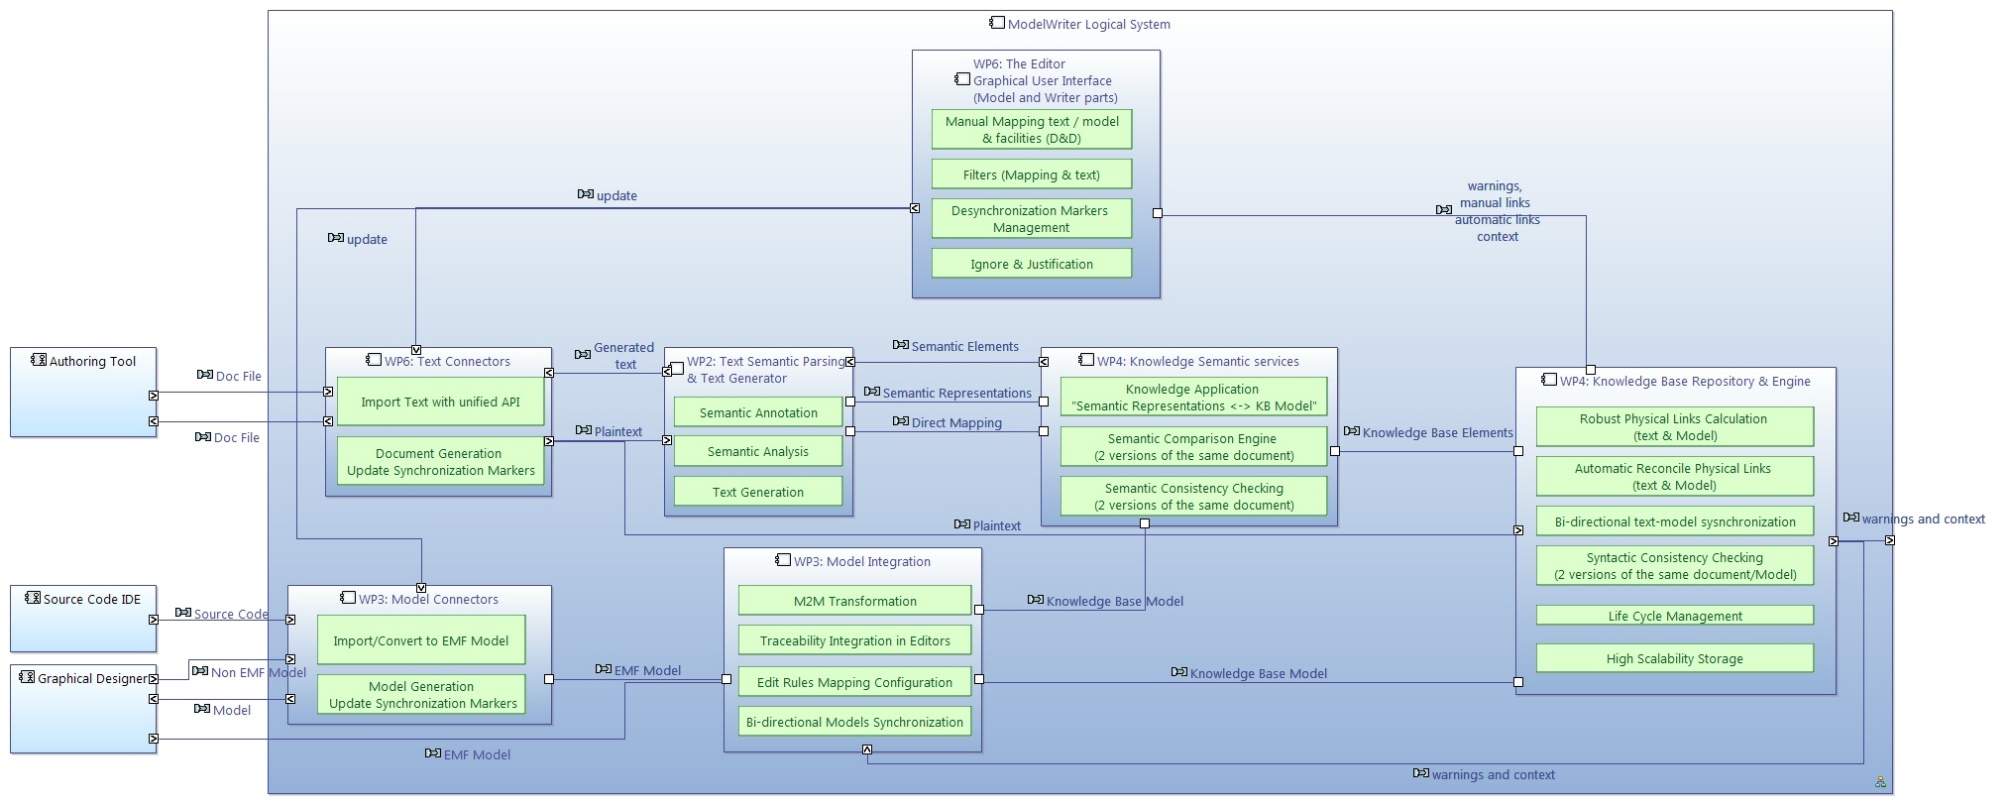 ModelWriter Logical System
WP6: The Editor
Graphical User Interface
(Model and Writer parts)
Manual Mapping text / model
& facilities (D&D)
Filters (Mapping & text)
Desynchronization Markers
Management
Ignore & Justification
update
update
warnings,
manual links
automatic links
context
Authoring Tool
Doc File
Doc File
WP6: Text Connectors
Import Text with unified API
Document Generation
Update Synchronization Markers
Generated
text
Plaintext
WP2: Text Semantic Parsing
& Text Generator
Semantic Annotation
Semantic Analysis
Text Generation
Semantic Elements
Semantic Representations
Direct Mapping
WP4: Knowledge Semantic services
Knowledge Application
"Semantic Representations <-> KB Model"
Semantic Comparison Engine
(2 versions of the same document)
Semantic Consistency Checking
(2 versions of the same document)
Knowledge Base Elements
WP4: Knowledge Base Repository & Engine
Robust Physical Links Calculation
(text & Model)
Automatic Reconcile Physical Links
(text & Model)
Bi-directional text-model sysnchronization
Syntactic Consistency Checking
(2 versions of the same document/Model)
Life Cycle Management
High Scalability Storage
warnings and context
Plaintext
Source Code IDE
Source Code
Graphical Designer
Non EMF Model
Model
EMF Model
WP3: Model Connectors
Import/Convert to EMF Model
Model Generation
Update Synchronization Markers
EMF Model
WP3: Model Integration
M2M Transformation
Traceability Integration in Editors
Edit Rules Mapping Configuration
Bi-directional Models Synchronization
Knowledge Base Model
Knowledge Base Model
warnings and context